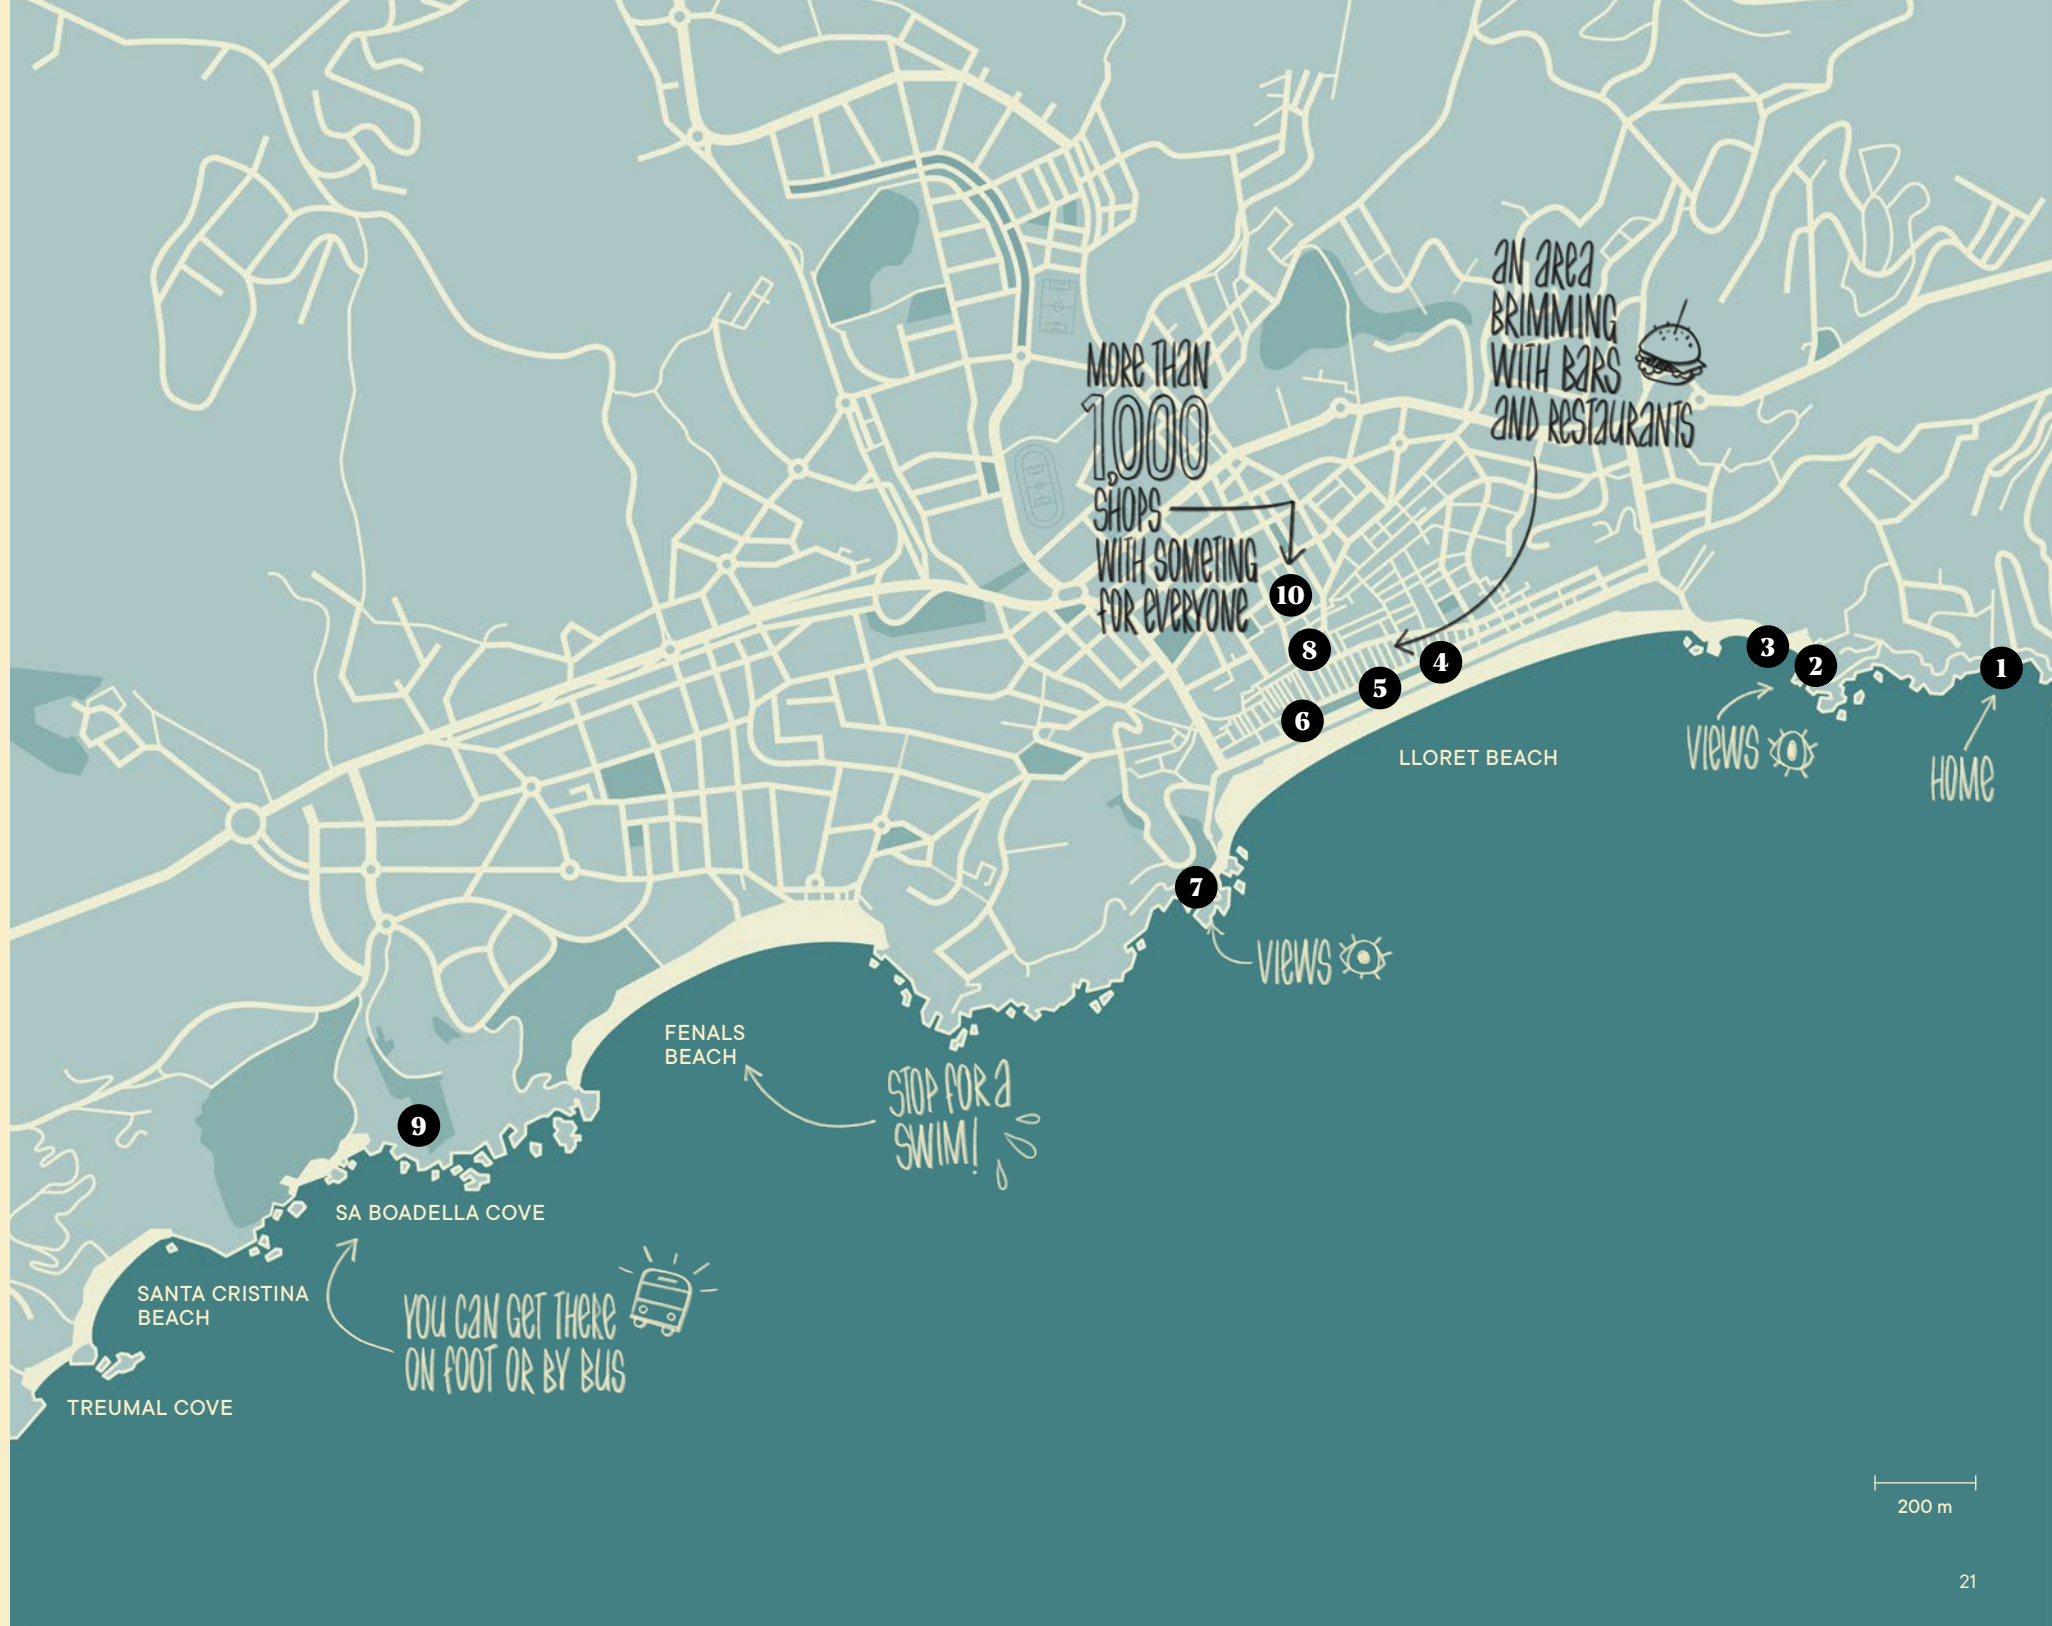 AN AREA
BRIMMING
WITH BARS
AND RESTAURANTS
MORE THAN
1,000
SHOPS
WITH SOMETING
FOR EVERYONE
10
8
4
5
6
3
2
1
VIEWS
HOME
LLORET BEACH
7
VIEWS
FENALS
BEACH
STOP FOR A
SWIM!
9
SA BOADELLA COVE
SANTA CRISTINA
BEACH
YOU CAN GET THERE
ON FOOT OR BY BUS
TREUMAL COVE
200 m
21